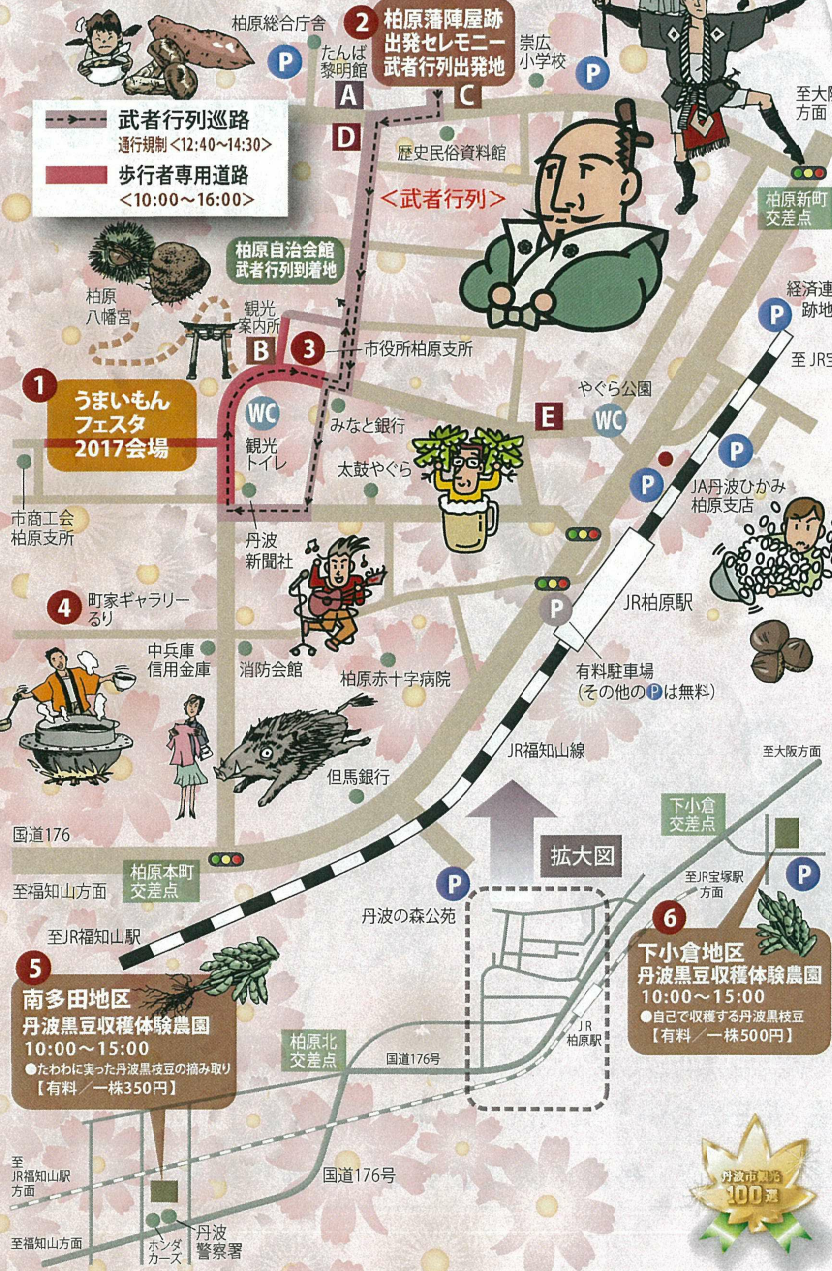 柏原総合庁舎
P
たんば
黎明館
A
2
柏原藩陣屋跡
出発セレモニー
武者行列出発地
C
崇広
小学校
P
至大阪
方面
武者行列巡路
通行規制<12:40～14:30>
歩行者専用道路
<10:00～16:00>
D
歴史民俗資料館
<武者行列>
柏原新町
交差点
柏原自治会館
武者行列到着地
柏原
八幡宮
観光
案内所
B
3
市役所柏原支所
経済連
跡地
P
至JR宝
1
うまいもん
フェスタ
2017会場
WC
観光
トイレ
みなと銀行
E
やぐら公園
WC
太鼓やぐら
P
P
JA丹波ひかみ
柏原支店
市商工会
柏原支所
丹波
新聞社
4
町家ギャラリー
るり
中兵庫
信用金庫
消防会館
柏原赤十字病院
P
JR柏原駅
有料駐車場
(その他のPは無料)
JR福知山線
但馬銀行
国道176
柏原本町
交差点
至福知山方面
至JR福知山駅
拡大図
P
丹波の森公苑
下小倉
交差点
至大阪方面
至JR宝塚駅
方面
P
6
下小倉地区
丹波黒豆収穫体験農園
10:00～15:00
●自己で収穫する丹波黒枝豆
【有料／一株500円】
5
南多田地区
丹波黒豆収穫体験農園
10:00～15:00
●たわわに実った丹波黒枝豆の摘み取り
【有料／一株350円】
柏原北
交差点
国道176号
JR
柏原駅
国道176号
至
JR福知山駅
方面
至福知山方面
ホンダ
カーズ
丹波
警察署
丹波市観光
100選